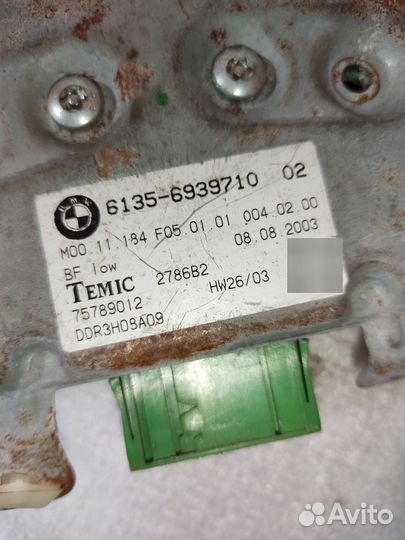 BMW
6135-6939710 02
M00 11 184 F05 01 01 004 02 00
BF low 08.08.2003
TEMIC 2786B2 HW26/03
75789012
DDR3H08A09
Avito